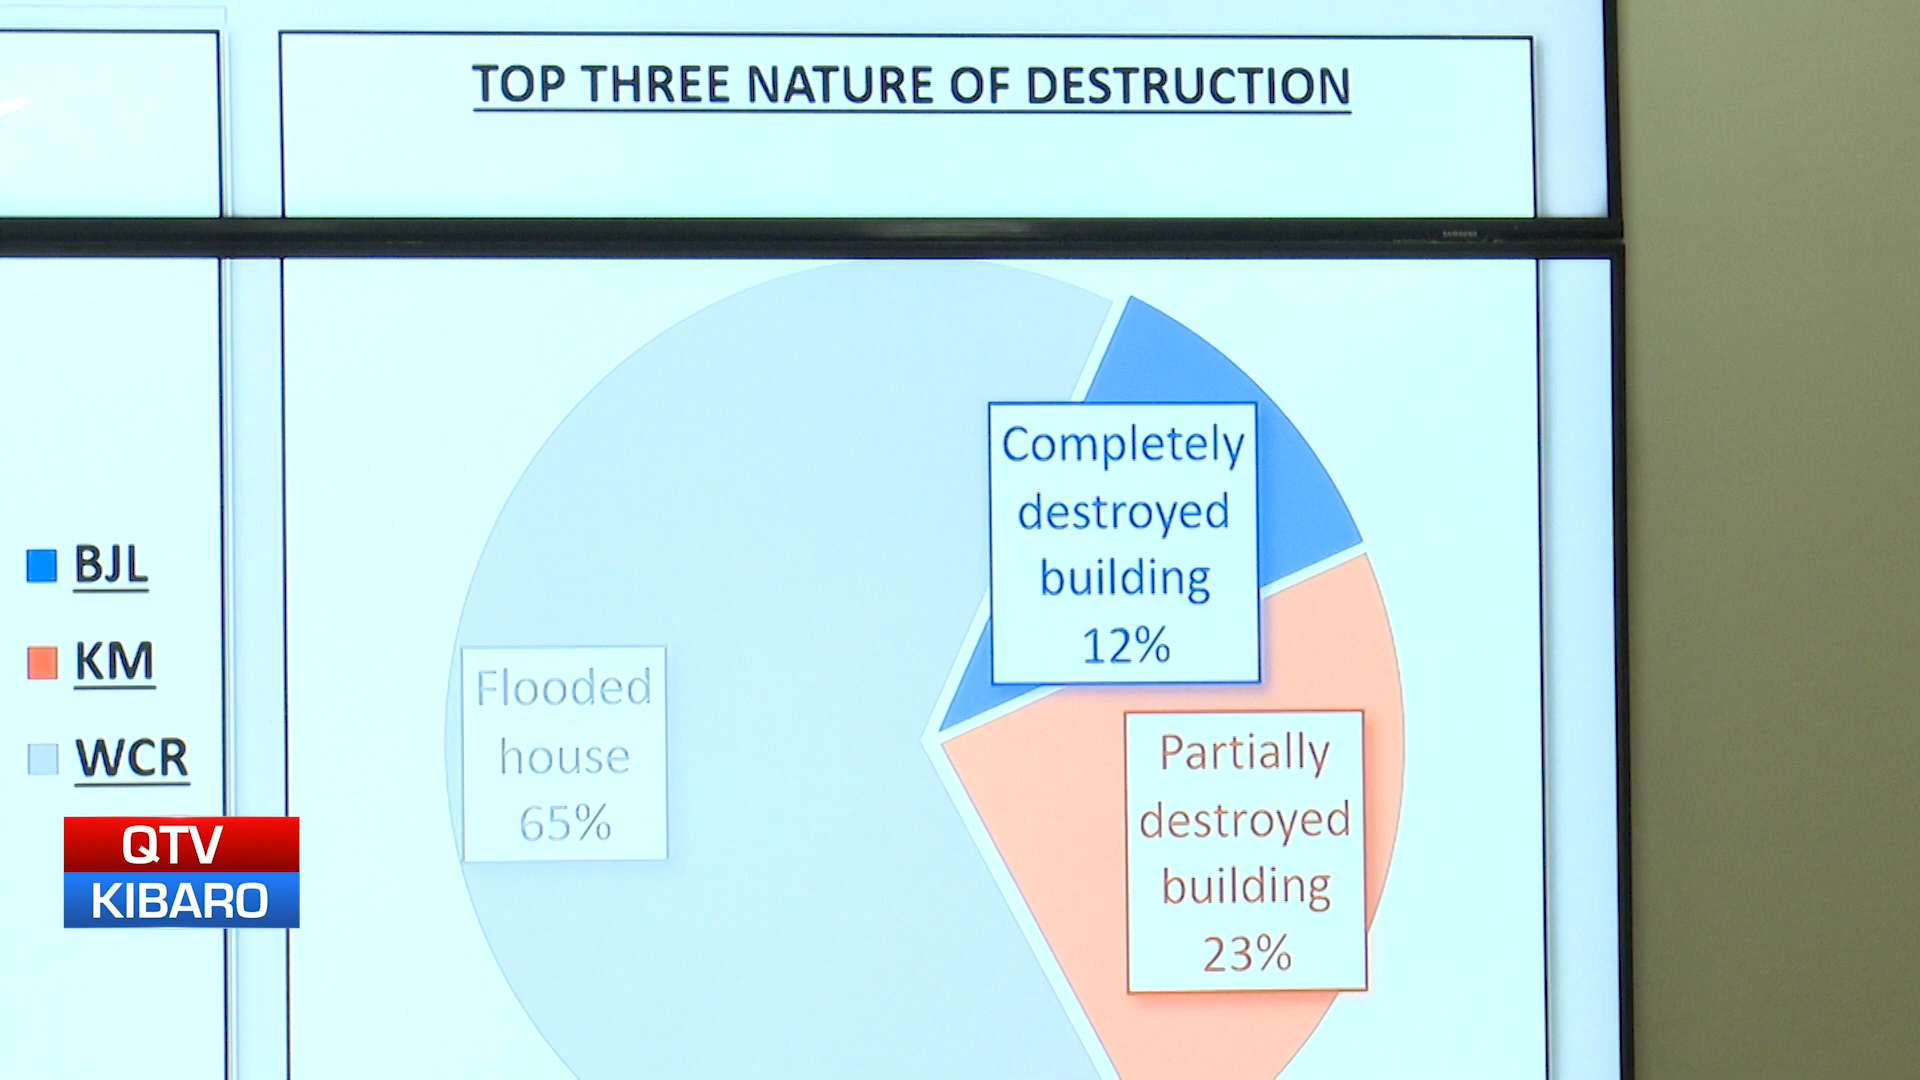 TOP THREE NATURE OF DESTRUCTION
SAMSUNG
Completely
destroyed
building
12%
Flooded
house
65%
Partially
destroyed
building
23%
BJL
KM
WCR
QTV
KIBARO